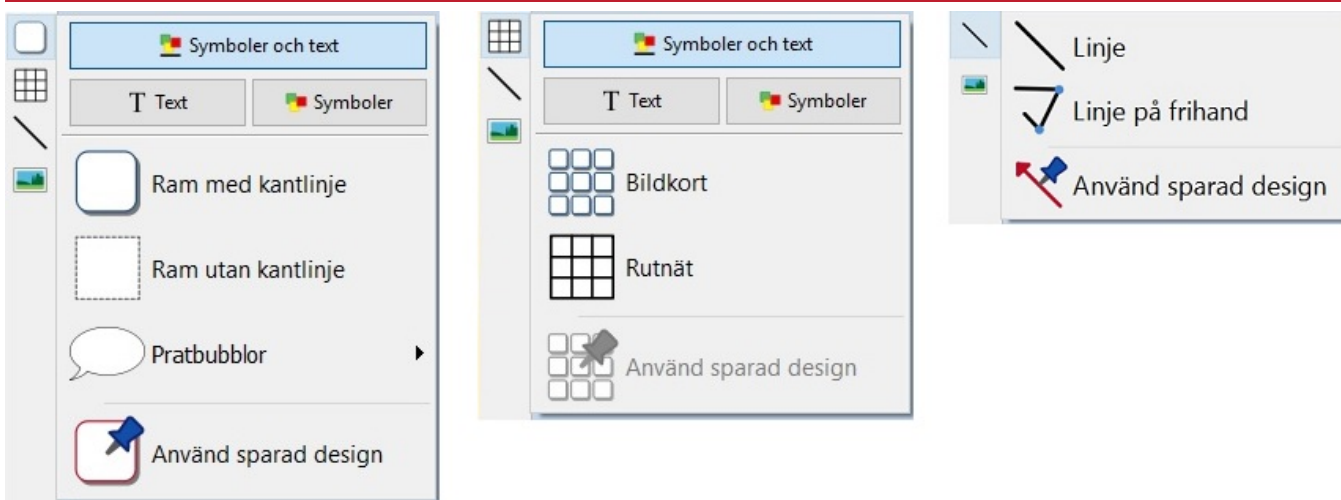 Symboler och text
T Text
Symboler
Ram med kantlinje
Ram utan kantlinje
Pratbubblor
Använd sparad design
Symboler och text
T Text
Symboler
Bildkort
Rutnät
Använd sparad design
Linje
Linje på frihand
Använd sparad design